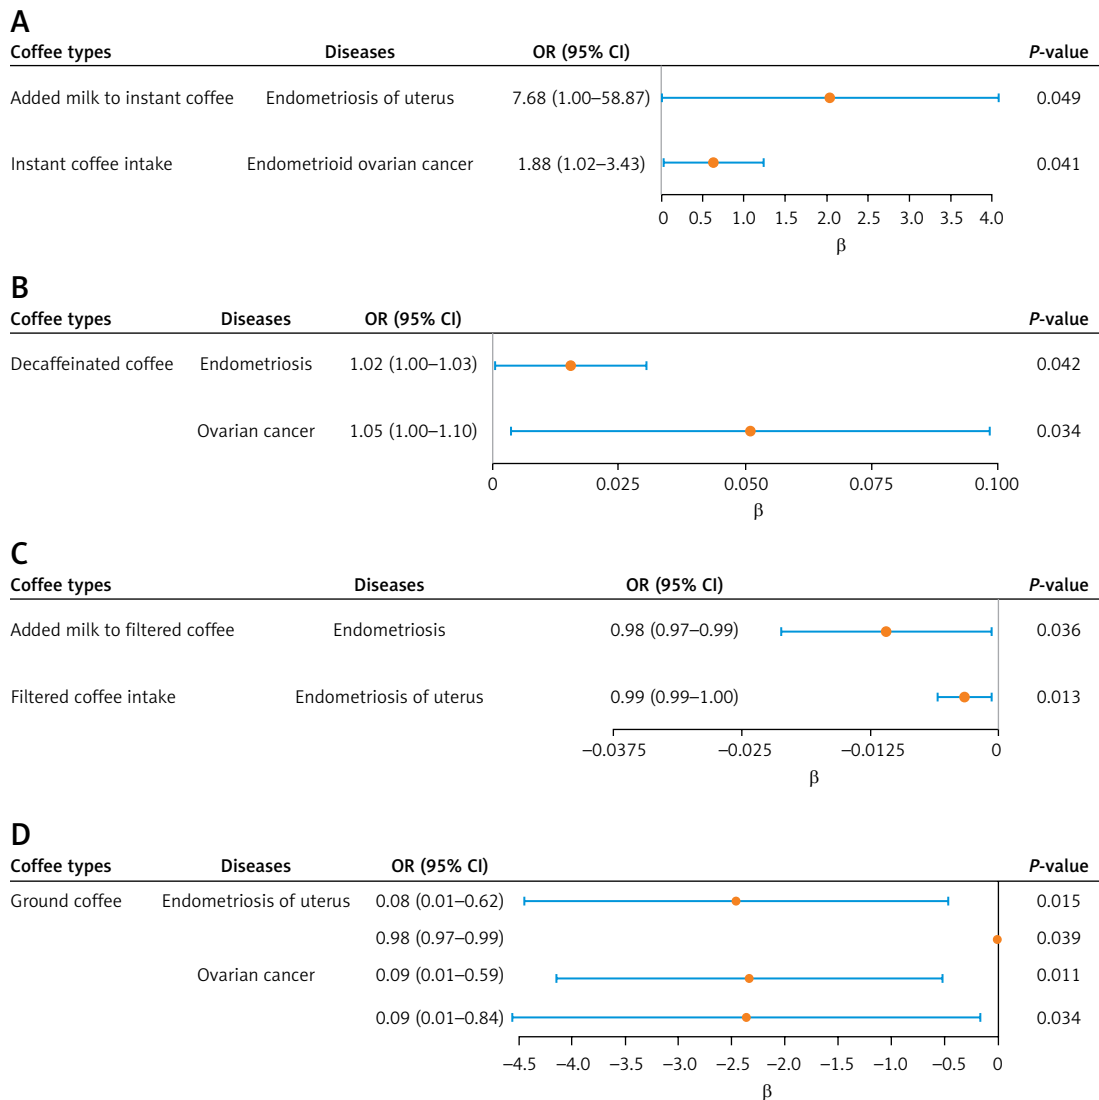 A
Coffee types Diseases OR (95% CI) P-value
Added milk to instant coffee Endometriosis of uterus 7.68 (1.00–58.87) 0.049
Instant coffee intake Endometrioid ovarian cancer 1.88 (1.02–3.43) 0.041
0 0.5 1.0 1.5 2.0 2.5 3.0 3.5 4.0
β
B
Coffee types Diseases OR (95% CI) P-value
Decaffeinated coffee Endometriosis 1.02 (1.00–1.03) 0.042
Ovarian cancer 1.05 (1.00–1.10) 0.034
0 0.025 0.050 0.075 0.100
β
C
Coffee types Diseases OR (95% CI) P-value
Added milk to filtered coffee Endometriosis 0.98 (0.97–0.99) 0.036
Filtered coffee intake Endometriosis of uterus 0.99 (0.99–1.00) 0.013
–0.0375 –0.025 –0.0125 0
β
D
Coffee types Diseases OR (95% CI) P-value
Ground coffee Endometriosis of uterus 0.08 (0.01–0.62) 0.015
0.98 (0.97–0.99) 0.039
Ovarian cancer 0.09 (0.01–0.59) 0.011
0.09 (0.01–0.84) 0.034
–4.5 –4.0 –3.5 –3.0 –2.5 –2.0 –1.5 –1.0 –0.5 0
β